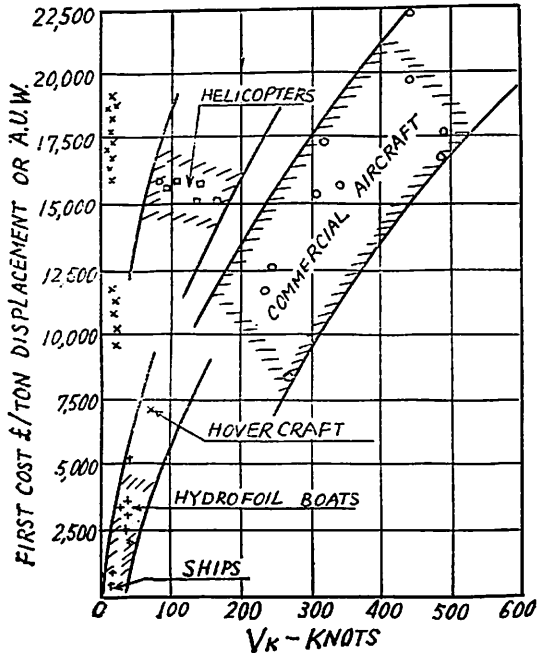 FIRST COST £/TON DISPLACEMENT OR A.U.W.
22,500
20,000
17,500
15,000
12,500
10,000
7,500
5,000
2,500
0
100
200
300
400
500
600
VK-KNOTS
HELICOPTERS
COMMERCIAL AIRCRAFT
HOVERCRAFT
HYDROFOIL BOATS
SHIPS